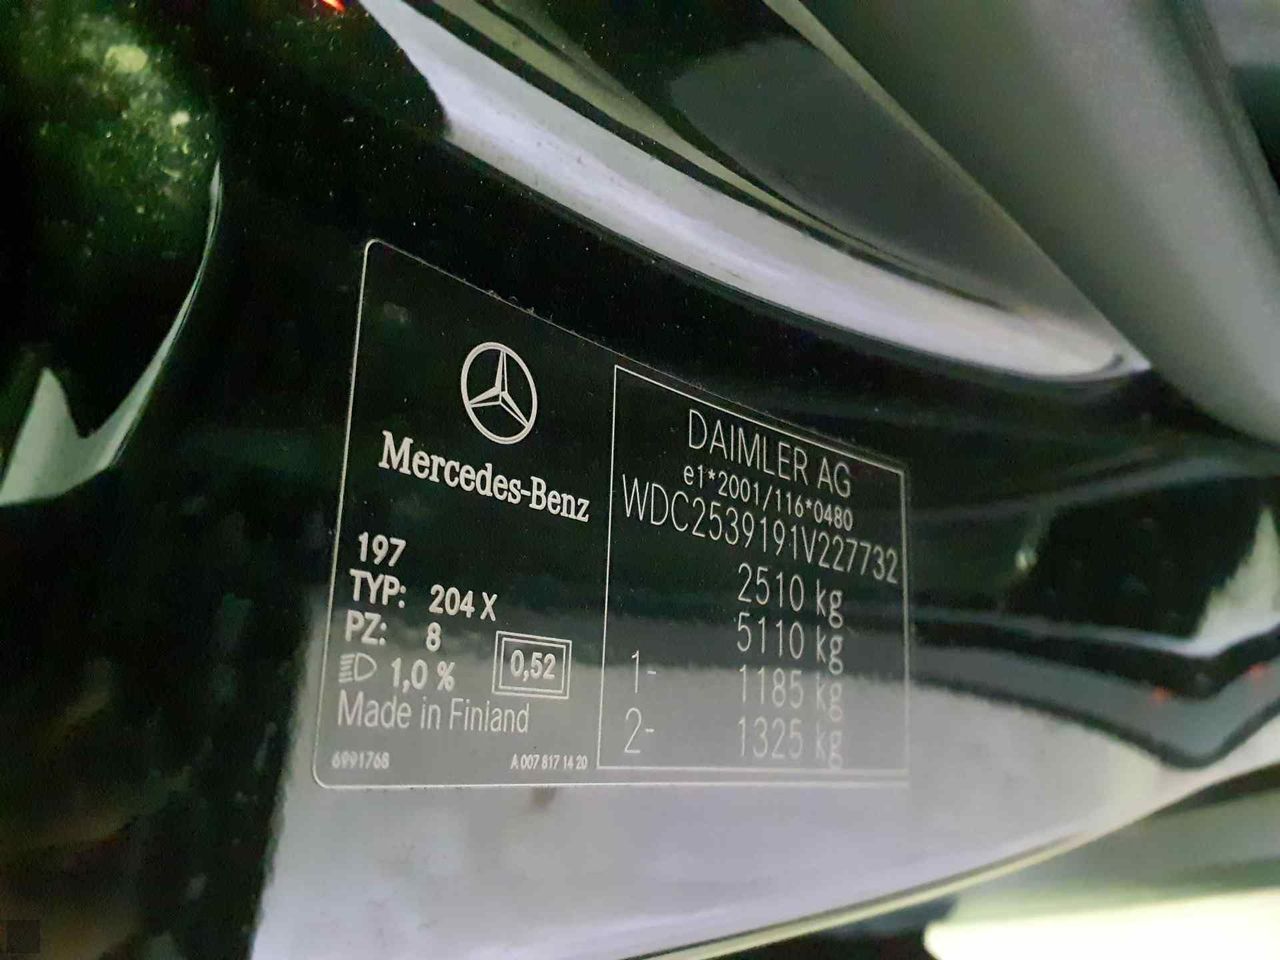 Mercedes-Benz
197
TYP: 204 X
PZ: 8
1,0 %
0,52
Made in Finland
6991768
A 007 817 14 20
DAIMLER AG
e1*2001/116*0480
WDC2539191V227732
2510 kg
5110 kg
1- 1185 kg
2- 1325 kg